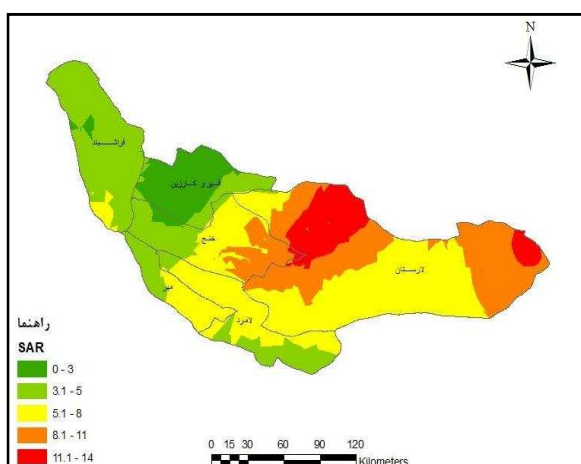 N
فراشبند
قیر و کارزین
خنج
لارستان
مهر
لامرد
راهنما
SAR
0 - 3
3.1 - 5
5.1 - 8
8.1 - 11
11.1 - 14
0 15 30 60 90 120
Kilometers